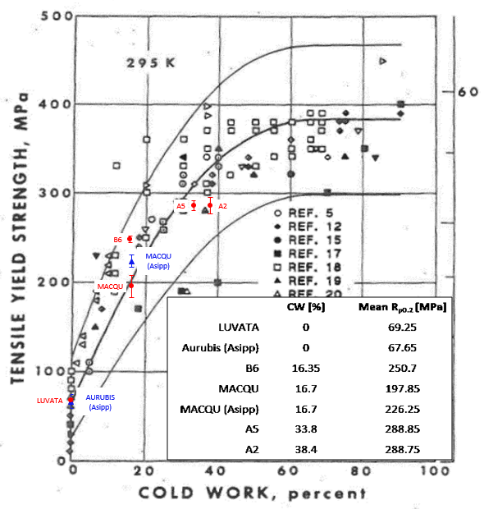 500
295 K
60
400
TENSILE YIELD STRENGTH, MPa
300
A5
A2
REF. 5
REF. 12
REF. 15
REF. 17
REF. 18
REF. 19
REF. 20
B6
MACQU
(Asipp)
MACQU
200
100
LUVATA
AURUBIS
(Asipp)
0
CW [%] Mean Rp0.2 [MPa]
LUVATA 0 69.25
Aurubis (Asipp) 0 67.65
B6 16.35 250.7
MACQU 16.7 197.85
MACQU (Asipp) 16.7 226.25
A5 33.8 288.85
A2 38.4 288.75
0 20 40 60 80 100
COLD WORK, percent